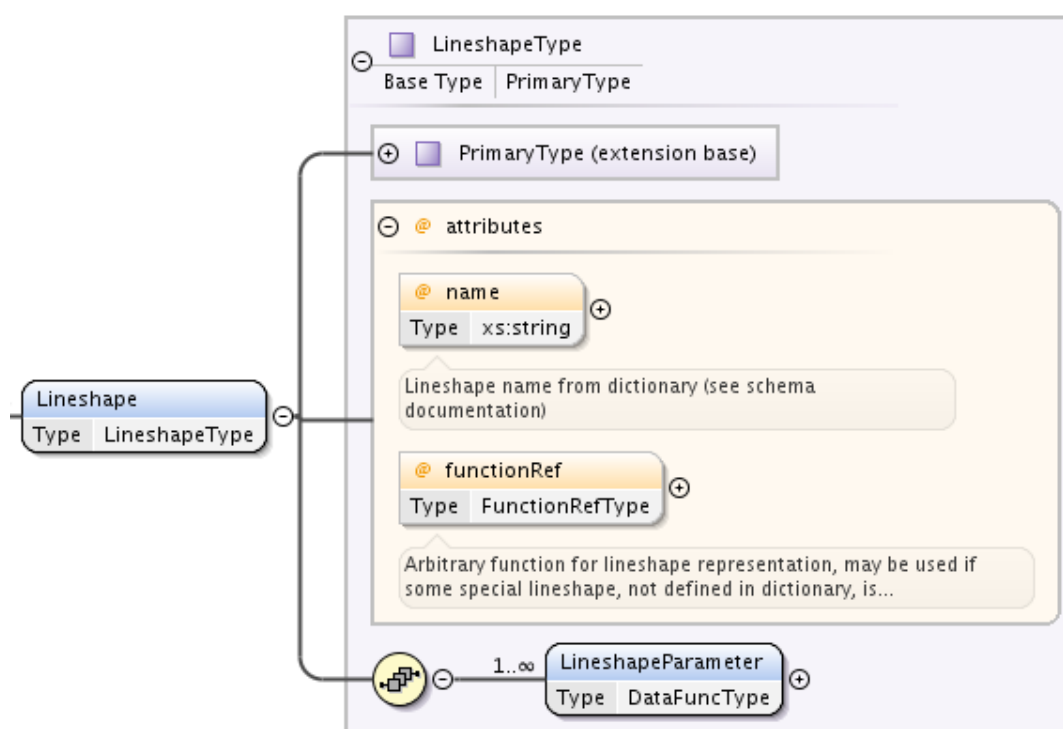 LineshapeType
Base Type PrimaryType
PrimaryType (extension base)
@ attributes
@ name
Type xs:string
Lineshape name from dictionary (see schema
documentation)
Lineshape
Type LineshapeType
@ functionRef
Type FunctionRefType
Arbitrary function for lineshape representation, may be used if
some special lineshape, not defined in dictionary, is...
1..∞
LineshapeParameter
Type DataFuncType